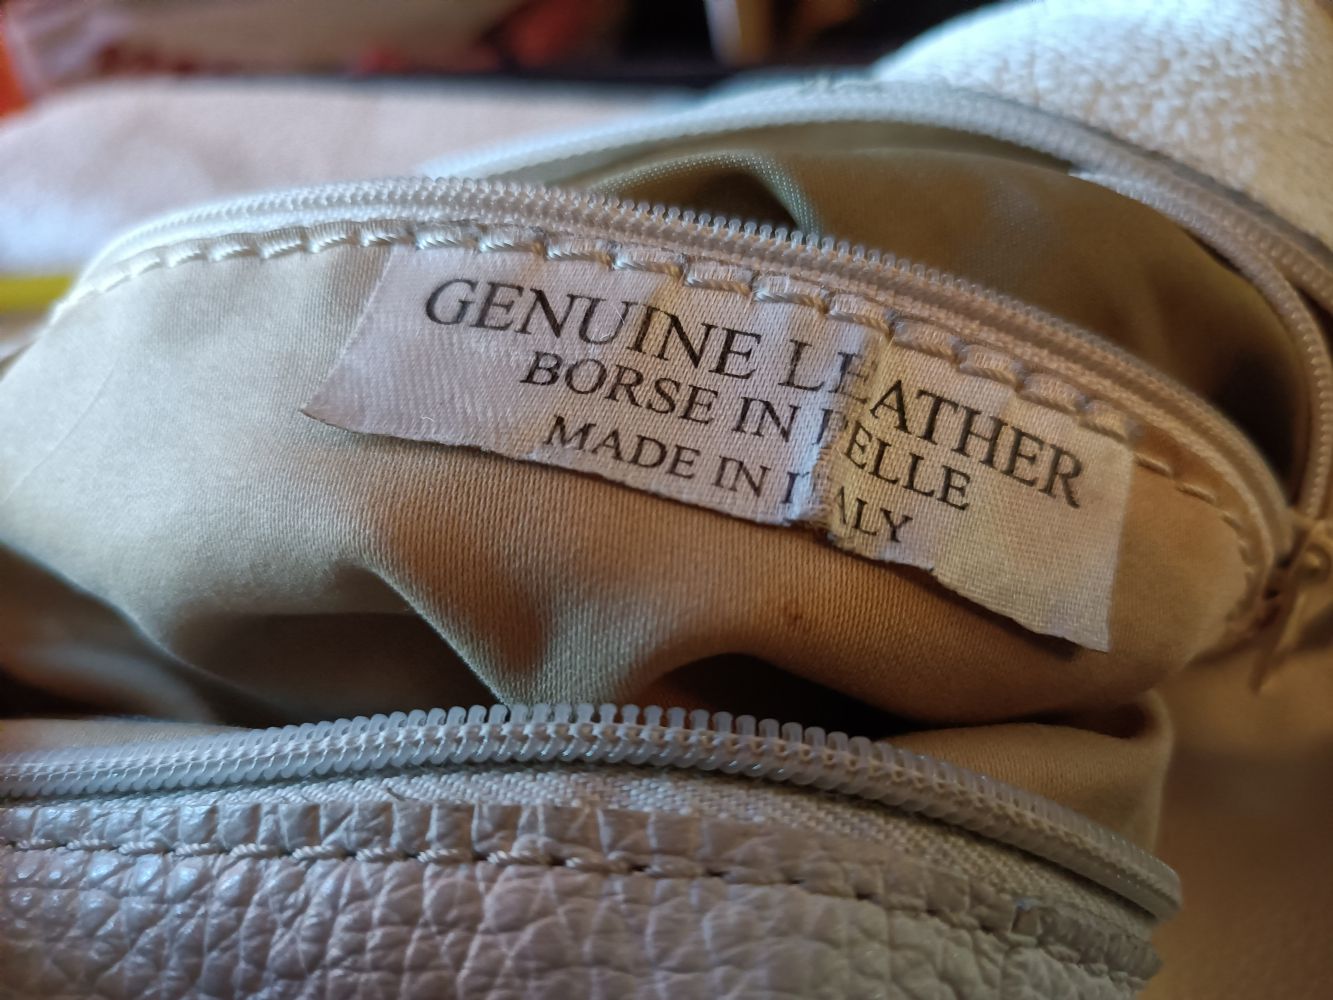 GENUINE LEATHER
BORSE IN PELLE
MADE IN ITALY